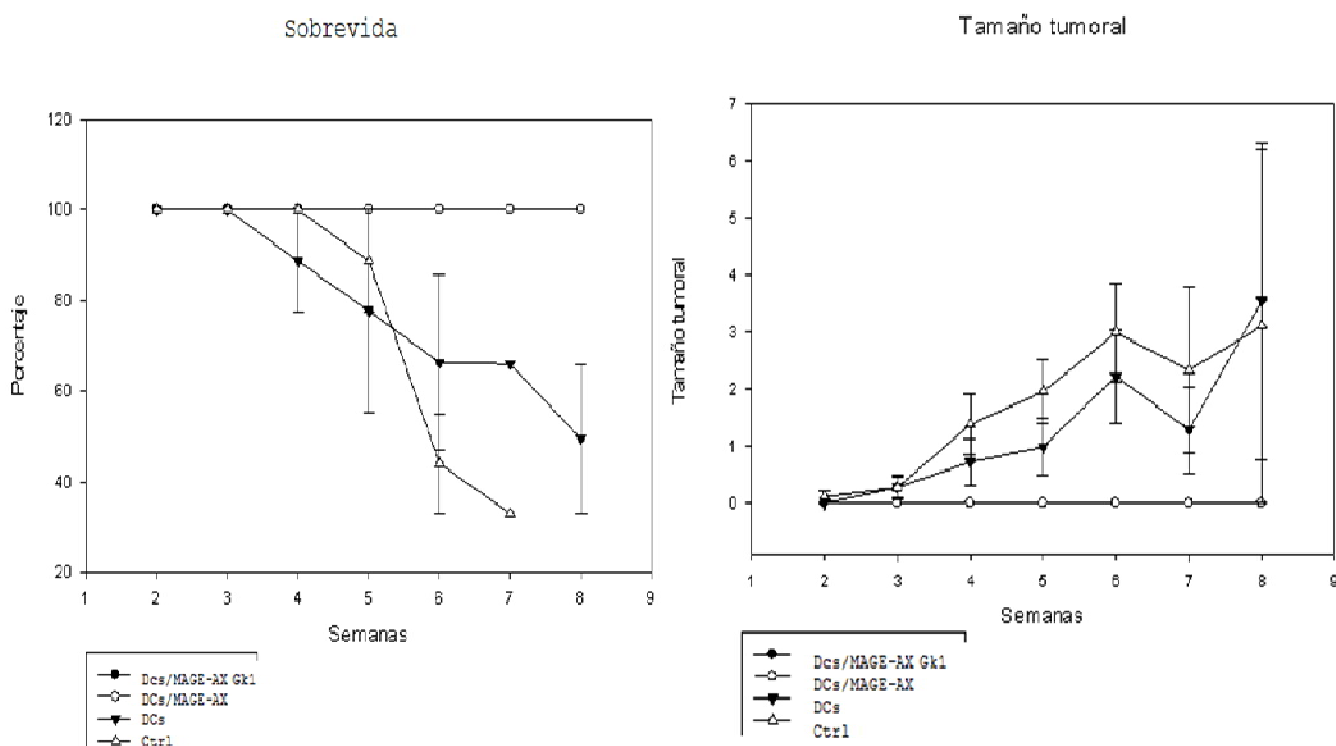 Sobrevida
120
100
80
60
40
20
Porcentaje
1 2 3 4 5 6 7 8 9
Semanas
Dcs/MAGE-AX Gk1
DCs/MAGE-AX
DCs
Ctrl
Tamaño tumoral
7
6
5
4
3
2
1
0
Tamaño tumoral
1 2 3 4 5 6 7 8 9
Semanas
Dcs/MAGE-AX Gk1
DCs/MAGE-AX
DCs
Ctrl